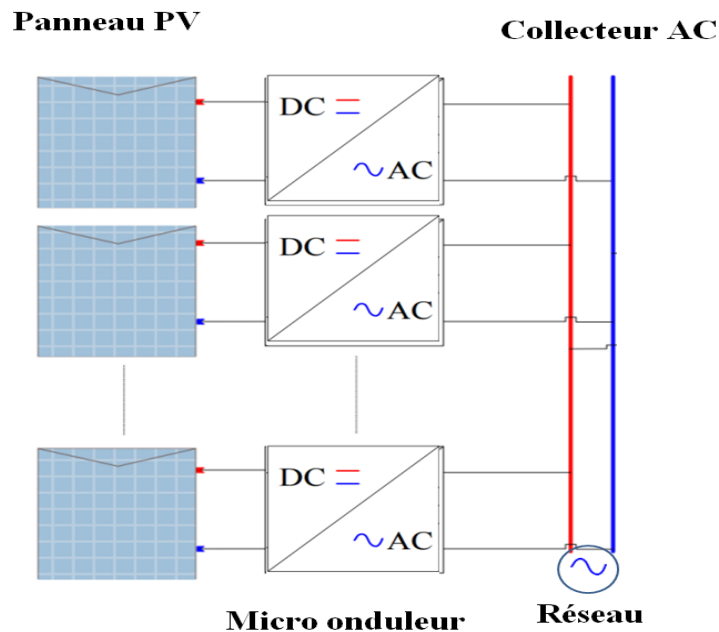 Panneau PV
Collecteur AC
DC
AC
DC
AC
DC
AC
Micro onduleur
Réseau